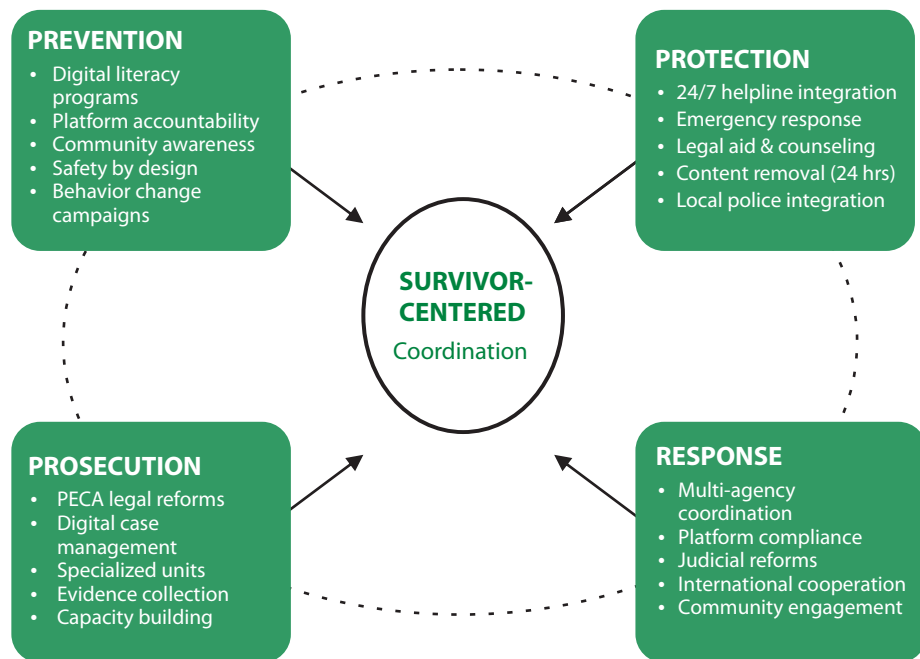 PREVENTION
• Digital literacy
programs
• Platform accountability
• Community awareness
• Safety by design
• Behavior change
campaigns
PROTECTION
• 24/7 helpline integration
• Emergency response
• Legal aid & counseling
• Content removal (24 hrs)
• Local police integration
SURVIVOR-
CENTERED
Coordination
PROSECUTION
• PECA legal reforms
• Digital case
management
• Specialized units
• Evidence collection
• Capacity building
RESPONSE
• Multi-agency
coordination
• Platform compliance
• Judicial reforms
• International cooperation
• Community engagement